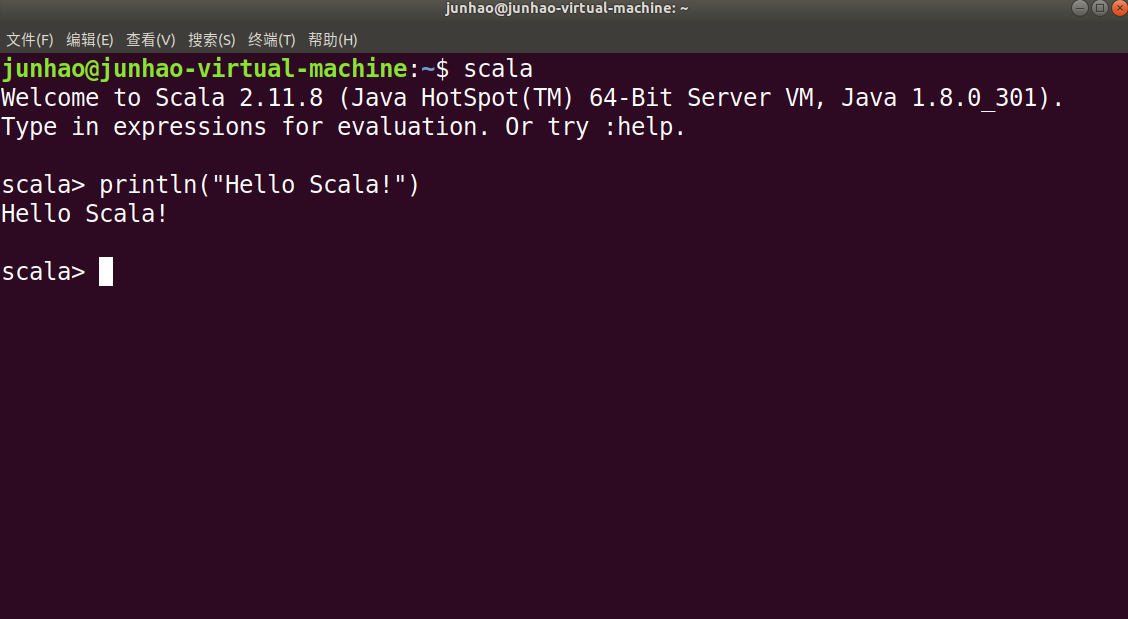 junhao@junhao-virtual-machine: ~
文件(F) 编辑(E) 查看(V) 搜索(S) 终端(T) 帮助(H)
junhao@junhao-virtual-machine:~$ scala
Welcome to Scala 2.11.8 (Java HotSpot(TM) 64-Bit Server VM, Java 1.8.0_301).
Type in expressions for evaluation. Or try :help.
scala> println("Hello Scala!")
Hello Scala!
scala>